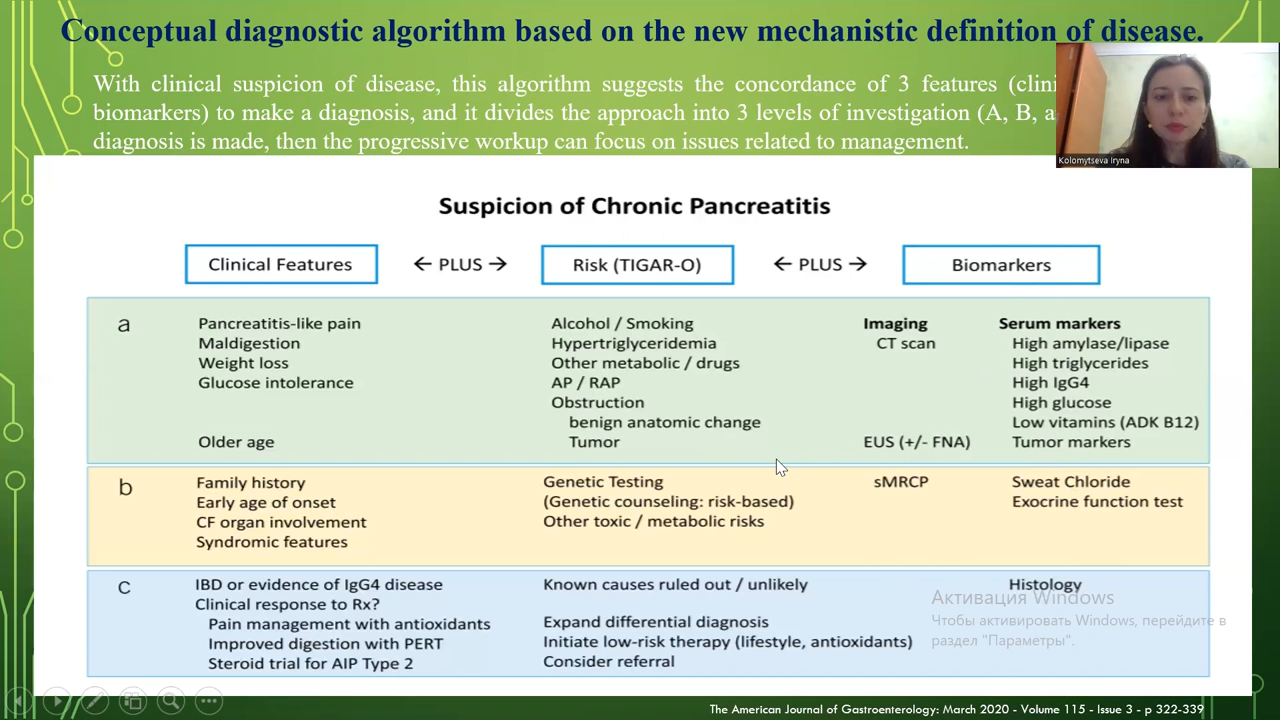 Conceptual diagnostic algorithm based on the new mechanistic definition of disease.
With clinical suspicion of disease, this algorithm suggests the concordance of 3 features
biomarkers) to make a diagnosis, and it divides the approach into 3 levels of investigation (A, B,
diagnosis is made, then the progressive workup can focus on issues related to management.
Kolomytseva Iryna
Suspicion of Chronic Pancreatitis
Clinical Features ← PLUS → Risk (TIGAR-O) ← PLUS → Biomarkers
a Pancreatitis-like pain Alcohol / Smoking Imaging Serum markers
Maldigestion Hypertriglyceridemia CT scan High amylase/lipase
Weight loss Other metabolic / drugs High triglycerides
Glucose intolerance AP / RAP High IgG4
Obstruction High glucose
benign anatomic change Low vitamins (ADK B12)
Older age Tumor EUS (+/- FNA) Tumor markers
b Family history Genetic Testing sMRCP Sweat Chloride
Early age of onset (Genetic counseling: risk-based) Exocrine function test
CF organ involvement Other toxic / metabolic risks
Syndromic features
c IBD or evidence of IgG4 disease Known causes ruled out / unlikely Histology
Clinical response to Rx?
Pain management with antioxidants Expand differential diagnosis
Improved digestion with PERT Initiate low-risk therapy (lifestyle, antioxidants)
Steroid trial for AIP Type 2 Consider referral
Активация Windows
Чтобы активировать Windows, перейдите в
раздел "Параметры".
The American Journal of Gastroenterology: March 2020 - Volume 115 - Issue 3 - p 322-339